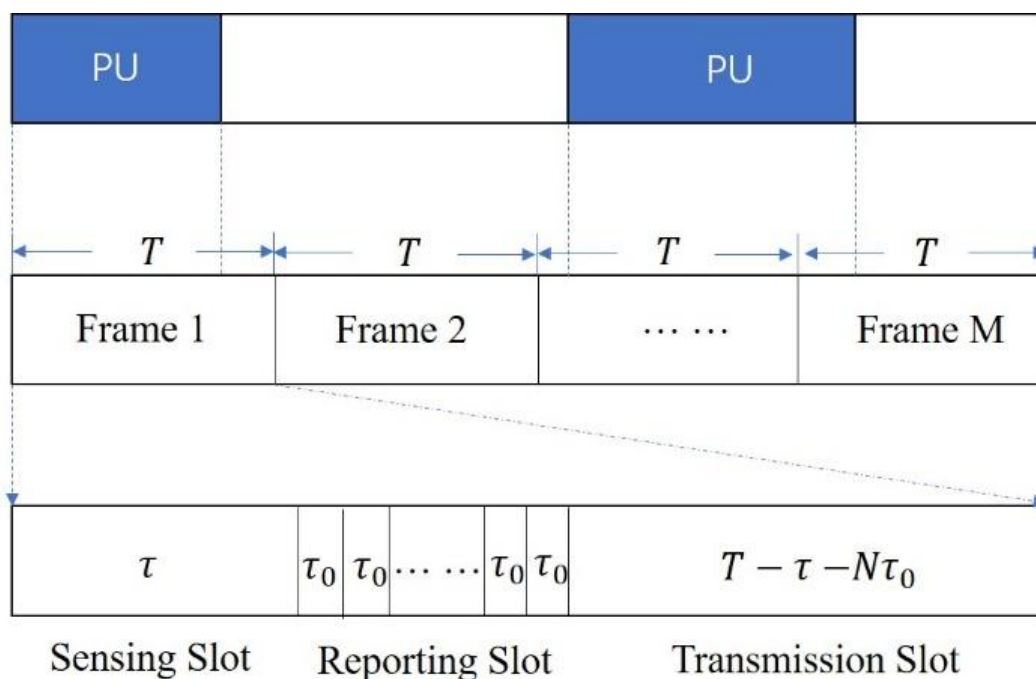 PU PU
T T T T
Frame 1 Frame 2 ... ... Frame M
τ τ₀ τ₀ ... ... τ₀ τ₀ T − τ −Nτ₀
Sensing Slot Reporting Slot Transmission Slot